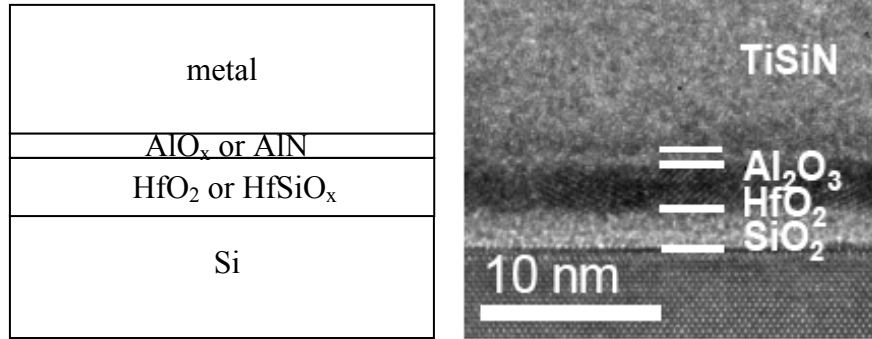 metal
AlOₓ or AlN
HfO₂ or HfSiOₓ
Si
TiSiN
Al₂O₃
HfO₂
SiO₂
10 nm